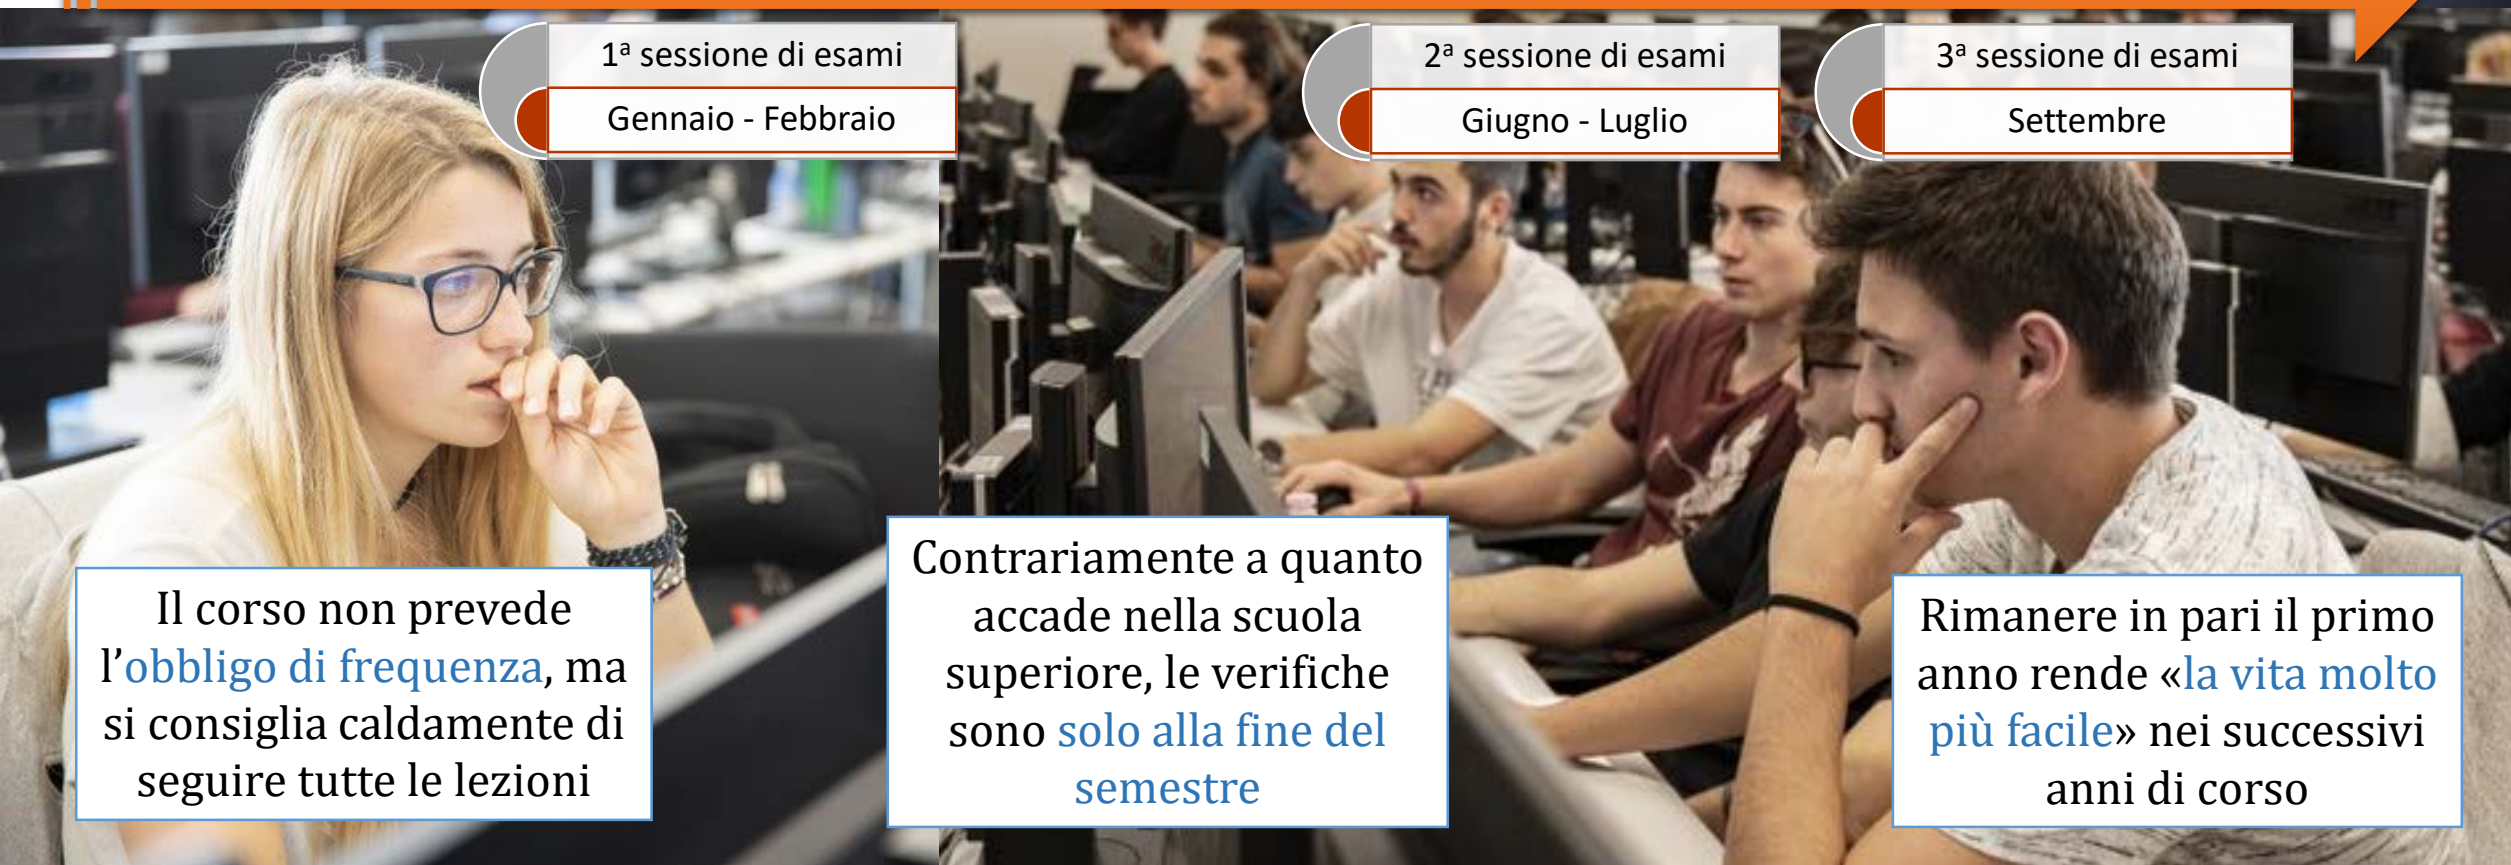 1ª sessione di esami
Gennaio - Febbraio
2ª sessione di esami
Giugno - Luglio
3ª sessione di esami
Settembre
Il corso non prevede
l’obbligo di frequenza, ma
si consiglia caldamente di
seguire tutte le lezioni
Contrariamente a quanto
accade nella scuola
superiore, le verifiche
sono solo alla fine del
semestre
Rimanere in pari il primo
anno rende «la vita molto
più facile» nei successivi
anni di corso